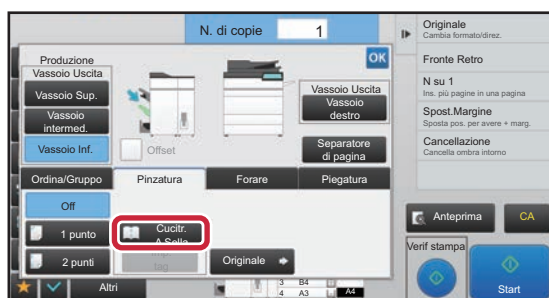 N. di copie 1
OK
Produzione
Vassoio Uscita
Vassoio Sup.
Vassoio
intermed.
Vassoio Inf.
Offset
Vassoio Uscita
Vassoio
destro
Separatore
di pagina
Ordina/Gruppo
Pinzatura
Forare
Piegatura
Off
1 punto
2 punti
Cucitr.
A Sella
Originale
Altri
3 B4
4 A3
A4
Originale
Cambia formato/direz.
Fronte Retro
N su 1
Ins. più pagine in una pagina
Spost.Margine
Sposta pos. per avere + marg.
Cancellazione
Cancella ombra intorno
Anteprima
CA
Verif stampa
Start